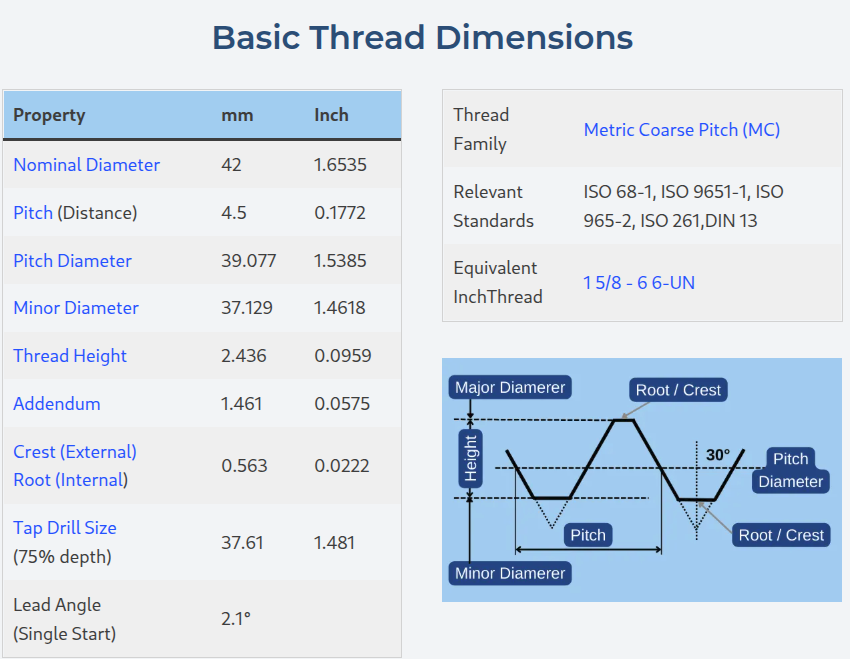 Basic Thread Dimensions
Property mm Inch
Nominal Diameter 42 1.6535
Pitch (Distance) 4.5 0.1772
Pitch Diameter 39.077 1.5385
Minor Diameter 37.129 1.4618
Thread Height 2.436 0.0959
Addendum 1.461 0.0575
Crest (External)
Root (Internal) 0.563 0.0222
Tap Drill Size
(75% depth) 37.61 1.481
Lead Angle
(Single Start) 2.1°
Thread
Family
Metric Coarse Pitch (MC)
Relevant
Standards
ISO 68-1, ISO 9651-1, ISO
965-2, ISO 261,DIN 13
Equivalent
InchThread
1 5/8 - 6 6-UN
Major Diamerer
Root / Crest
Height
30°
Pitch
Diameter
Pitch
Root / Crest
Minor Diamerer